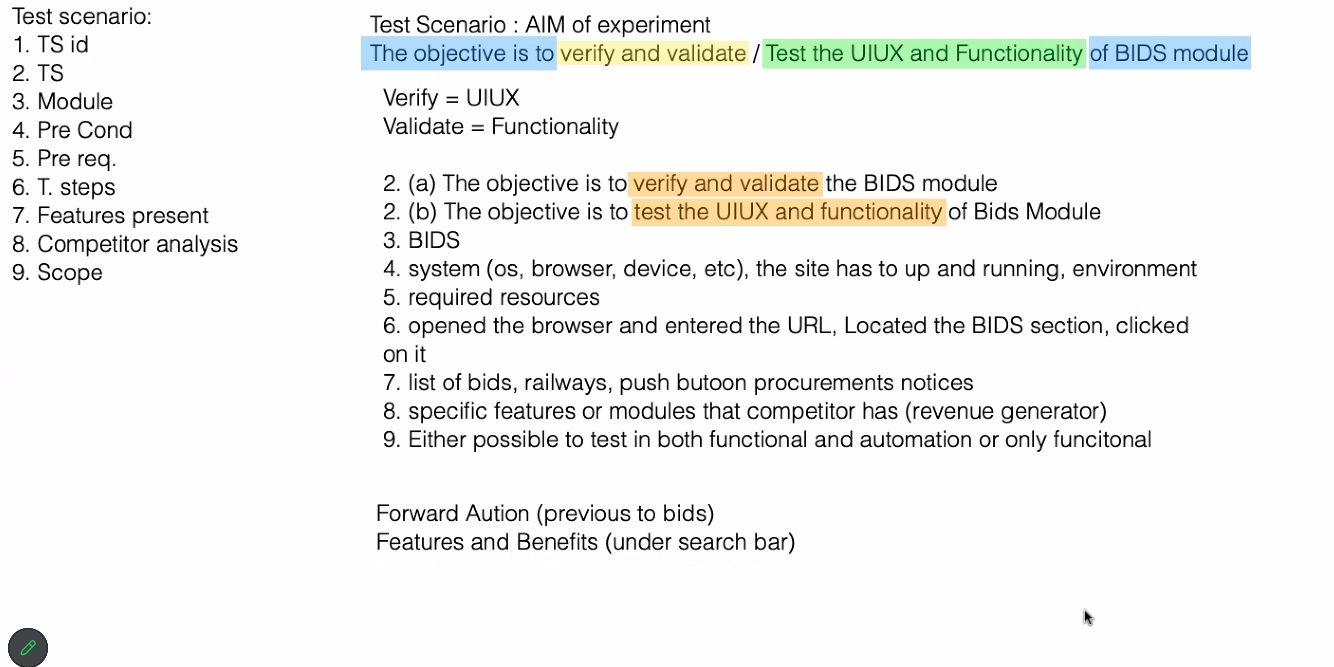 Test scenario:
1. TS id
2. TS
3. Module
4. Pre Cond
5. Pre req.
6. T. steps
7. Features present
8. Competitor analysis
9. Scope
Test Scenario : AIM of experiment
The objective is to verify and validate / Test the UIUX and Functionality of BIDS module
Verify = UIUX
Validate = Functionality
2. (a) The objective is to verify and validate the BIDS module
2. (b) The objective is to test the UIUX and functionality of Bids Module
3. BIDS
4. system (os, browser, device, etc), the site has to up and running, environment
5. required resources
6. opened the browser and entered the URL, Located the BIDS section, clicked
on it
7. list of bids, railways, push butoon procurements notices
8. specific features or modules that competitor has (revenue generator)
9. Either possible to test in both functional and automation or only funcitonal
Forward Aution (previous to bids)
Features and Benefits (under search bar)